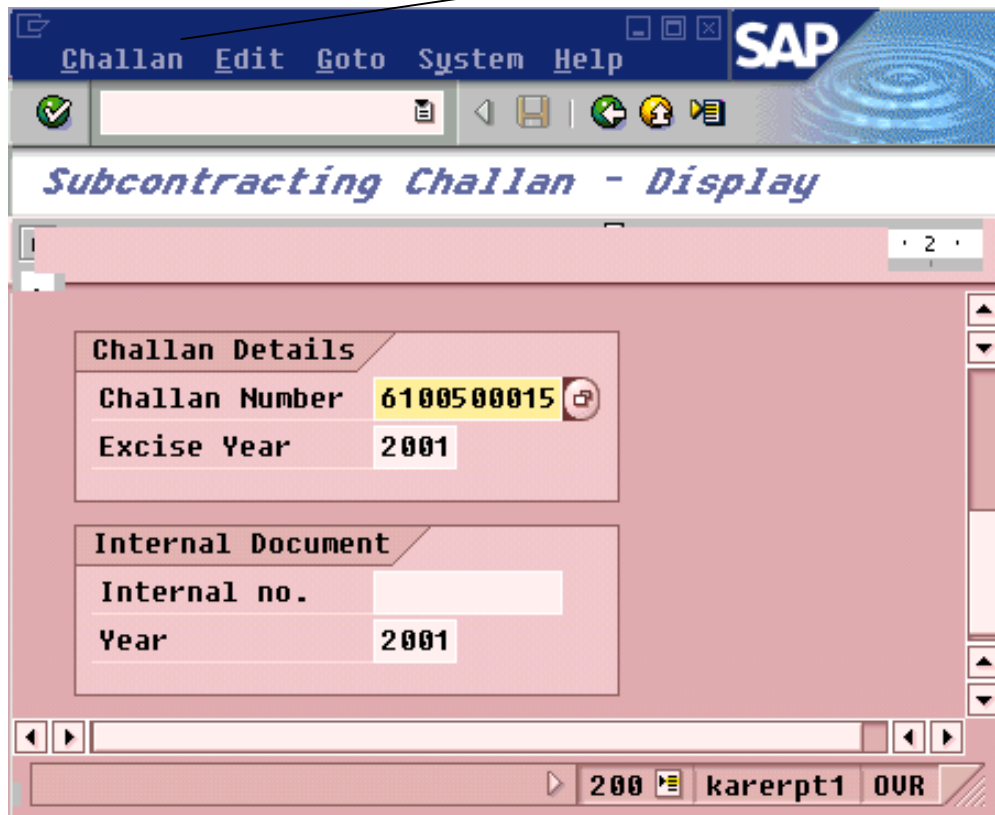 Challan Edit Goto System Help
SAP
Subcontracting Challan - Display
· 2 ·
Challan Details
Challan Number 6100500015
Excise Year 2001
Internal Document
Internal no.
Year 2001
200 karerpt1 OVR